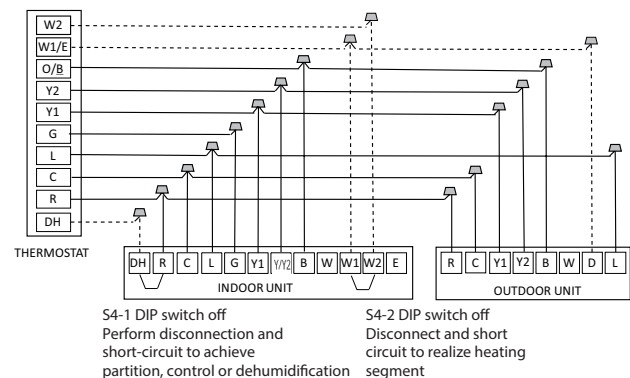 W2
W1/E
O/B
Y2
Y1
G
L
C
R
DH
THERMOSTAT
DH R C L G Y1 Y/Y2 B W W1 W2 E
INDOOR UNIT
R C Y1 Y2 B W D L
OUTDOOR UNIT
S4-1 DIP switch off
Perform disconnection and
short-circuit to achieve
partition, control or dehumidification
S4-2 DIP switch off
Disconnect and short
circuit to realize heating
segment